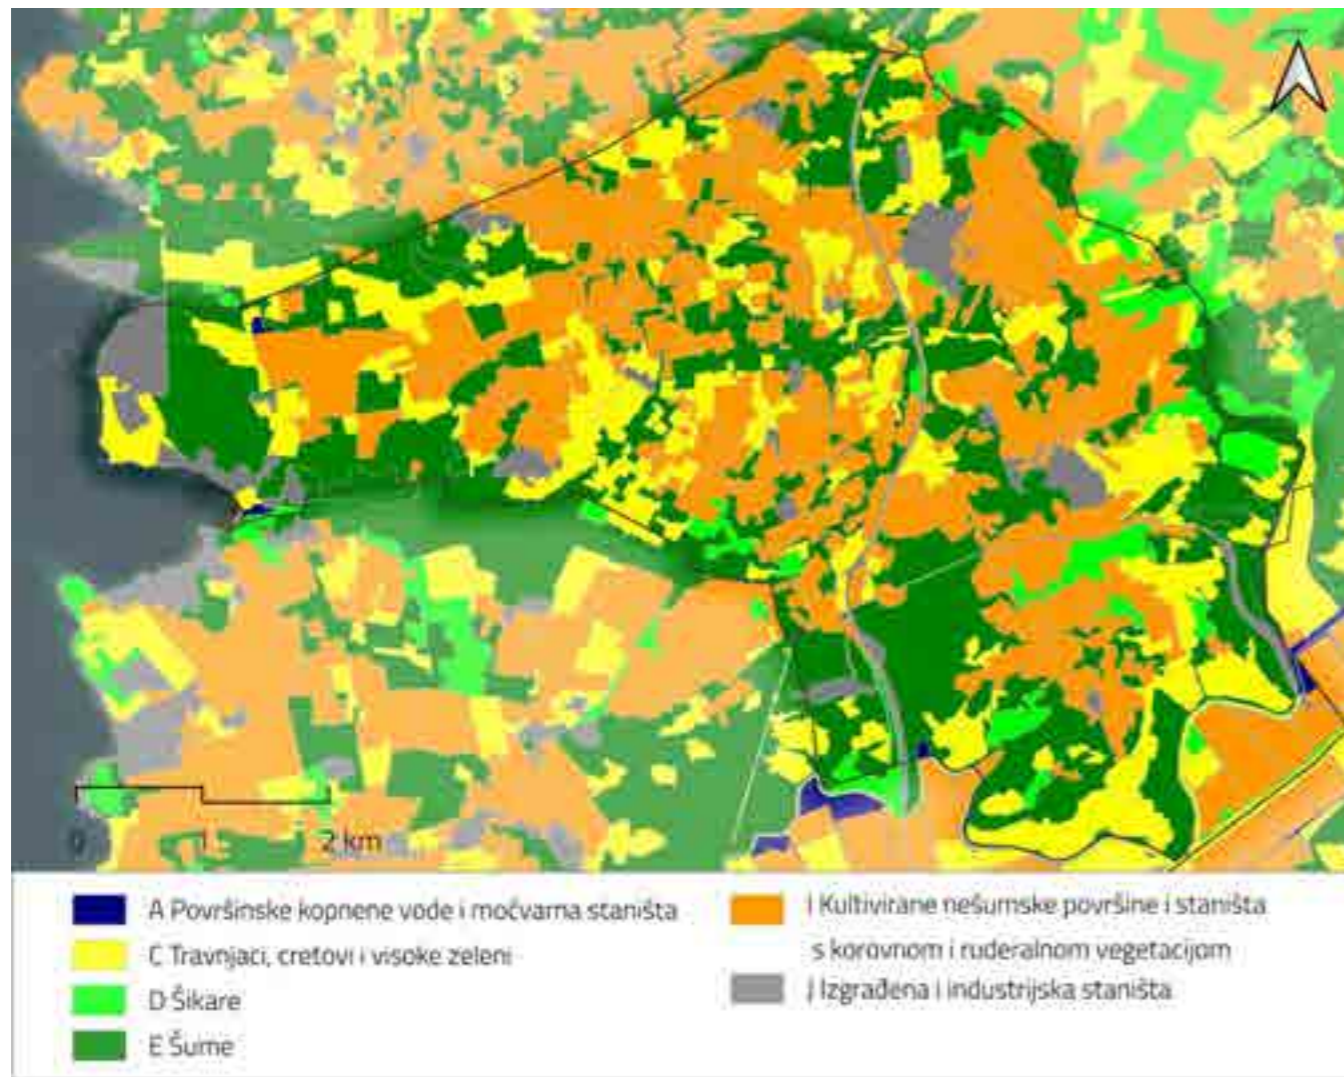 0 1 2 km
A Površinske kopnene vode i močvarna staništa
C Travnjaci, cretovi i visoke zeleni
D Šikare
E Šume
I Kultivirane nešumske površine i staništa
s korovnom i ruderalnom vegetacijom
J Izgrađena i industrijska staništa